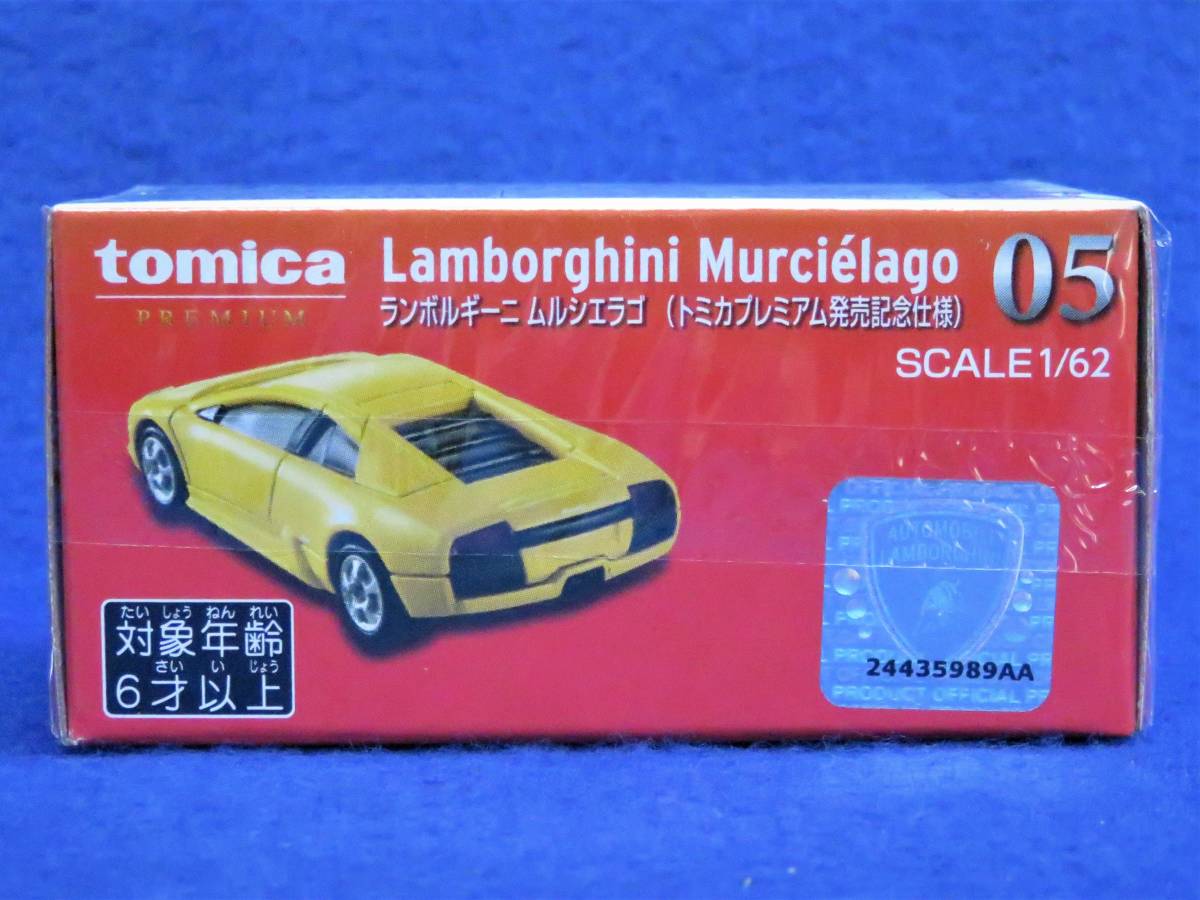 tomica
PREMIUM
Lamborghini Murciélago
ランボルギーニ ムルシエラゴ (トミカプレミアム発売記念仕様)
05
SCALE 1/62
たい しょう ねん れい
対象年齢
さい い じょう
6才以上
AUTOMOBILI
LAMBORGHINI
24435989AA
PRODUCT OFFICIAL